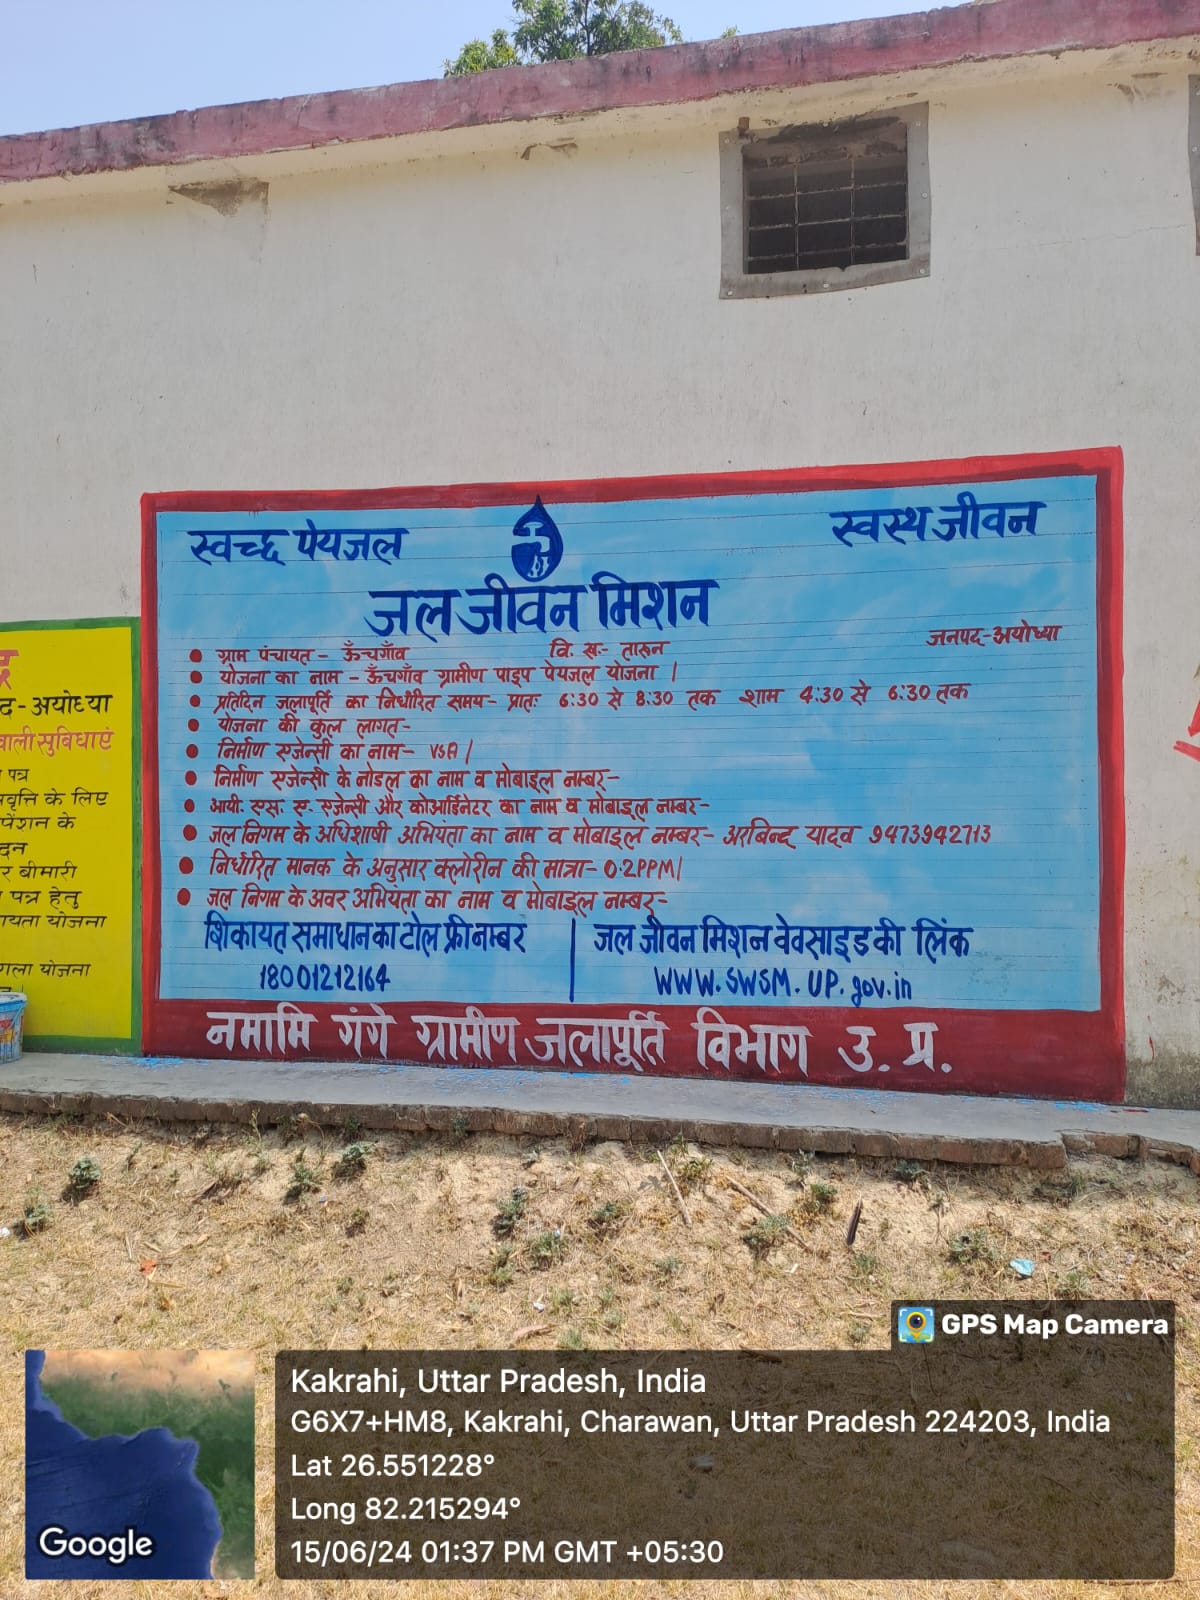 स्वच्छ पेयजल
स्वस्थ जीवन
जल जीवन मिशन
जनपद-अयोध्या
ग्राम पंचायत- ऊँचगाँव वि. ख.- तारून
योजना का नाम - ऊँचगाँव ग्रामीण पाइप पेयजल योजना।
प्रतिदिन जलापूर्ति का निर्धारित समय- प्रातः 6:30 से 8:30 तक शाम 4:30 से 6:30 तक
योजना की कुल लागत-
निर्माण एजेन्सी का नाम- VSA।
निर्माण एजेन्सी के नोडल का नाम व मोबाइल नम्बर-
आयी. एस. ए. एजेन्सी और कोआर्डिनेटर का नाम व मोबाइल नम्बर-
जल निगम के अधिशाषी अभियंता का नाम व मोबाइल नम्बर- अरबिन्द यादव 9473942713
निर्धारित मानक के अनुसार क्लोरीन की मात्रा- 0.2PPM।
जल निगम के अवर अभियंता का नाम व मोबाइल नम्बर-
शिकायत समाधान का टोल फ्री नम्बर
18001212164
जल जीवन मिशन वेवसाइड की लिंक
WWW.SWSM.UP.gov.in
नमामि गंगे ग्रामीण जलापूर्ति विभाग उ. प्र.
द-अयोध्या
वाली सुबिधाएं
पत्र
वृत्ति के लिए
पेंशन के
दन
र बीमारी
पत्र हेतु
यता योजना
गला योजना
GPS Map Camera
Kakrahi, Uttar Pradesh, India
G6X7+HM8, Kakrahi, Charawan, Uttar Pradesh 224203, India
Lat 26.551228°
Long 82.215294°
15/06/24 01:37 PM GMT +05:30
Google